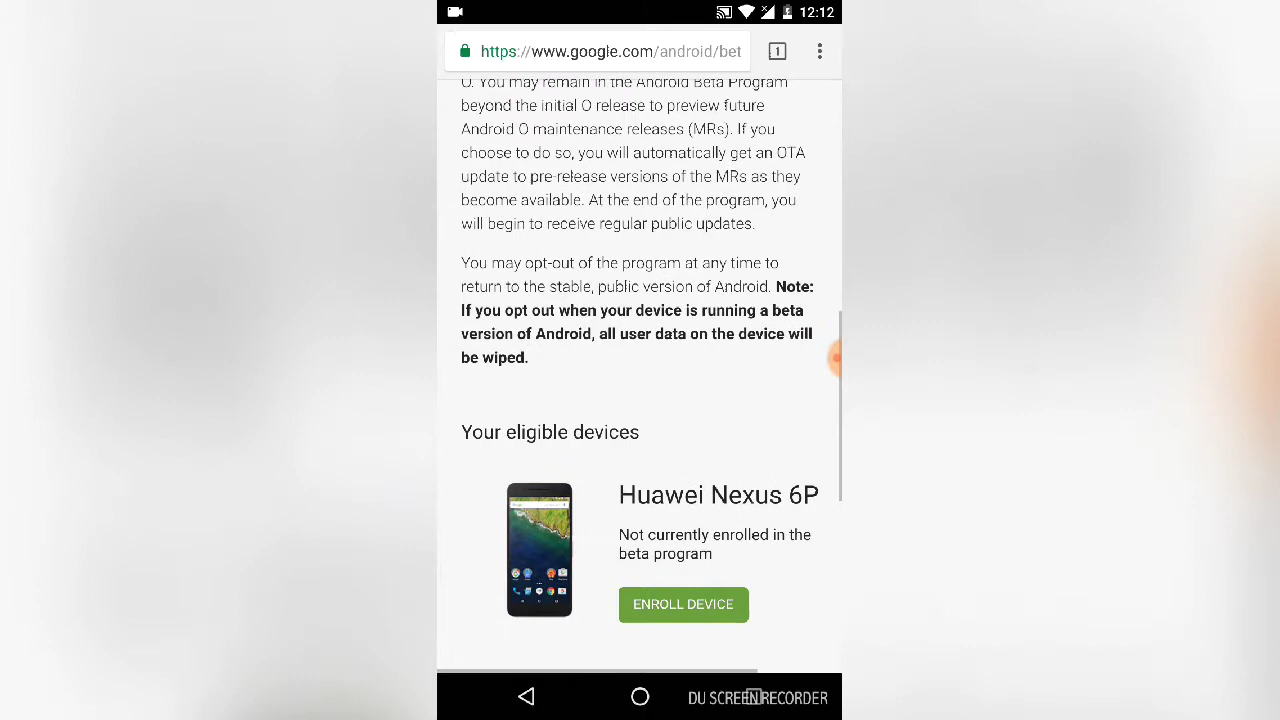 12:12
https://www.google.com/android/bet
1
O. You may remain in the Android Beta Program
beyond the initial O release to preview future
Android O maintenance releases (MRs). If you
choose to do so, you will automatically get an OTA
update to pre-release versions of the MRs as they
become available. At the end of the program, you
will begin to receive regular public updates.
You may opt-out of the program at any time to
return to the stable, public version of Android. Note:
If you opt out when your device is running a beta
version of Android, all user data on the device will
be wiped.
Your eligible devices
Huawei Nexus 6P
Not currently enrolled in the
beta program
ENROLL DEVICE
DU SCREEN RECORDER